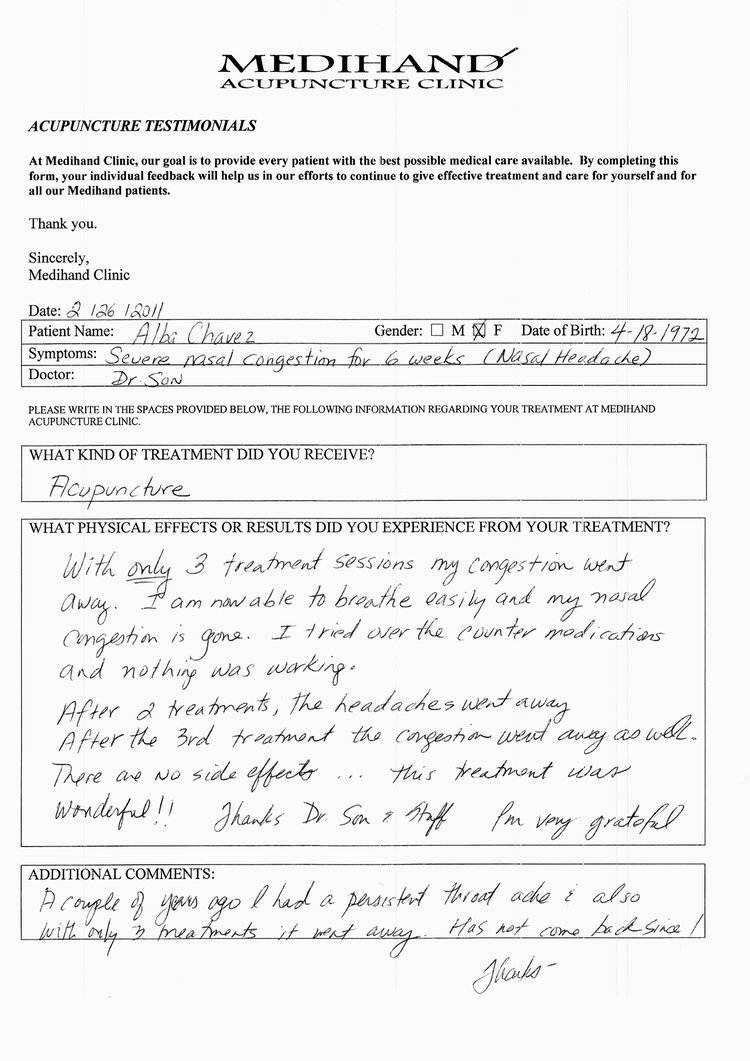 MEDIHAND
ACUPUNCTURE CLINIC
ACUPUNCTURE TESTIMONIALS
At Medihand Clinic, our goal is to provide every patient with the best possible medical care available. By completing this
form, your individual feedback will help us in our efforts to continue to give effective treatment and care for yourself and for
all our Medihand patients.
Thank you.
Sincerely,
Medihand Clinic
Date: 2 / 26 / 2011
Patient Name: Alba Chavez Gender: ☐ M ☒ F Date of Birth: 4-18-1972
Symptoms: Severe nasal congestion for 6 weeks (Nasal Headache)
Doctor: Dr. Son
PLEASE WRITE IN THE SPACES PROVIDED BELOW, THE FOLLOWING INFORMATION REGARDING YOUR TREATMENT AT MEDIHAND
ACUPUNCTURE CLINIC.
WHAT KIND OF TREATMENT DID YOU RECEIVE?
Acupuncture
WHAT PHYSICAL EFFECTS OR RESULTS DID YOU EXPERIENCE FROM YOUR TREATMENT?
With only 3 treatment sessions my congestion went
away. I am now able to breathe easily and my nasal
congestion is gone. I tried over the counter medications
and nothing was working.
After 2 treatments, the headaches went away
After the 3rd treatment the congestion went away as well.
There are no side effects ... this treatment was
wonderful!! Thanks Dr. Son & Staff I'm very grateful
ADDITIONAL COMMENTS:
A couple of years ago I had a persistent throat ache & also
with only 3 treatments it went away. Has not come back since!
Thanks-